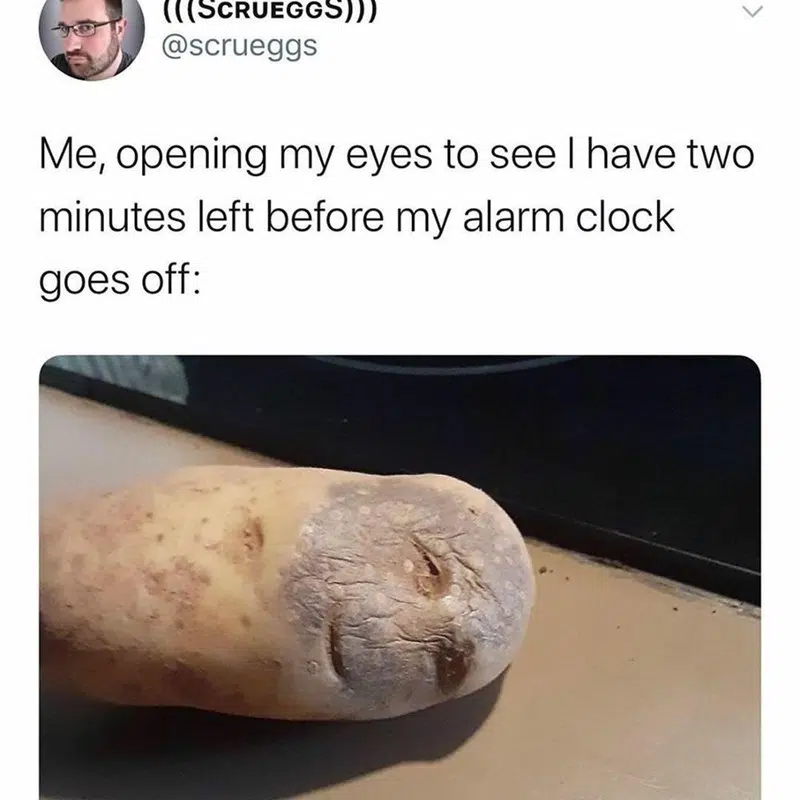 (((SCRUEGGS)))
@scrueggs
Me, opening my eyes to see I have two
minutes left before my alarm clock
goes off: